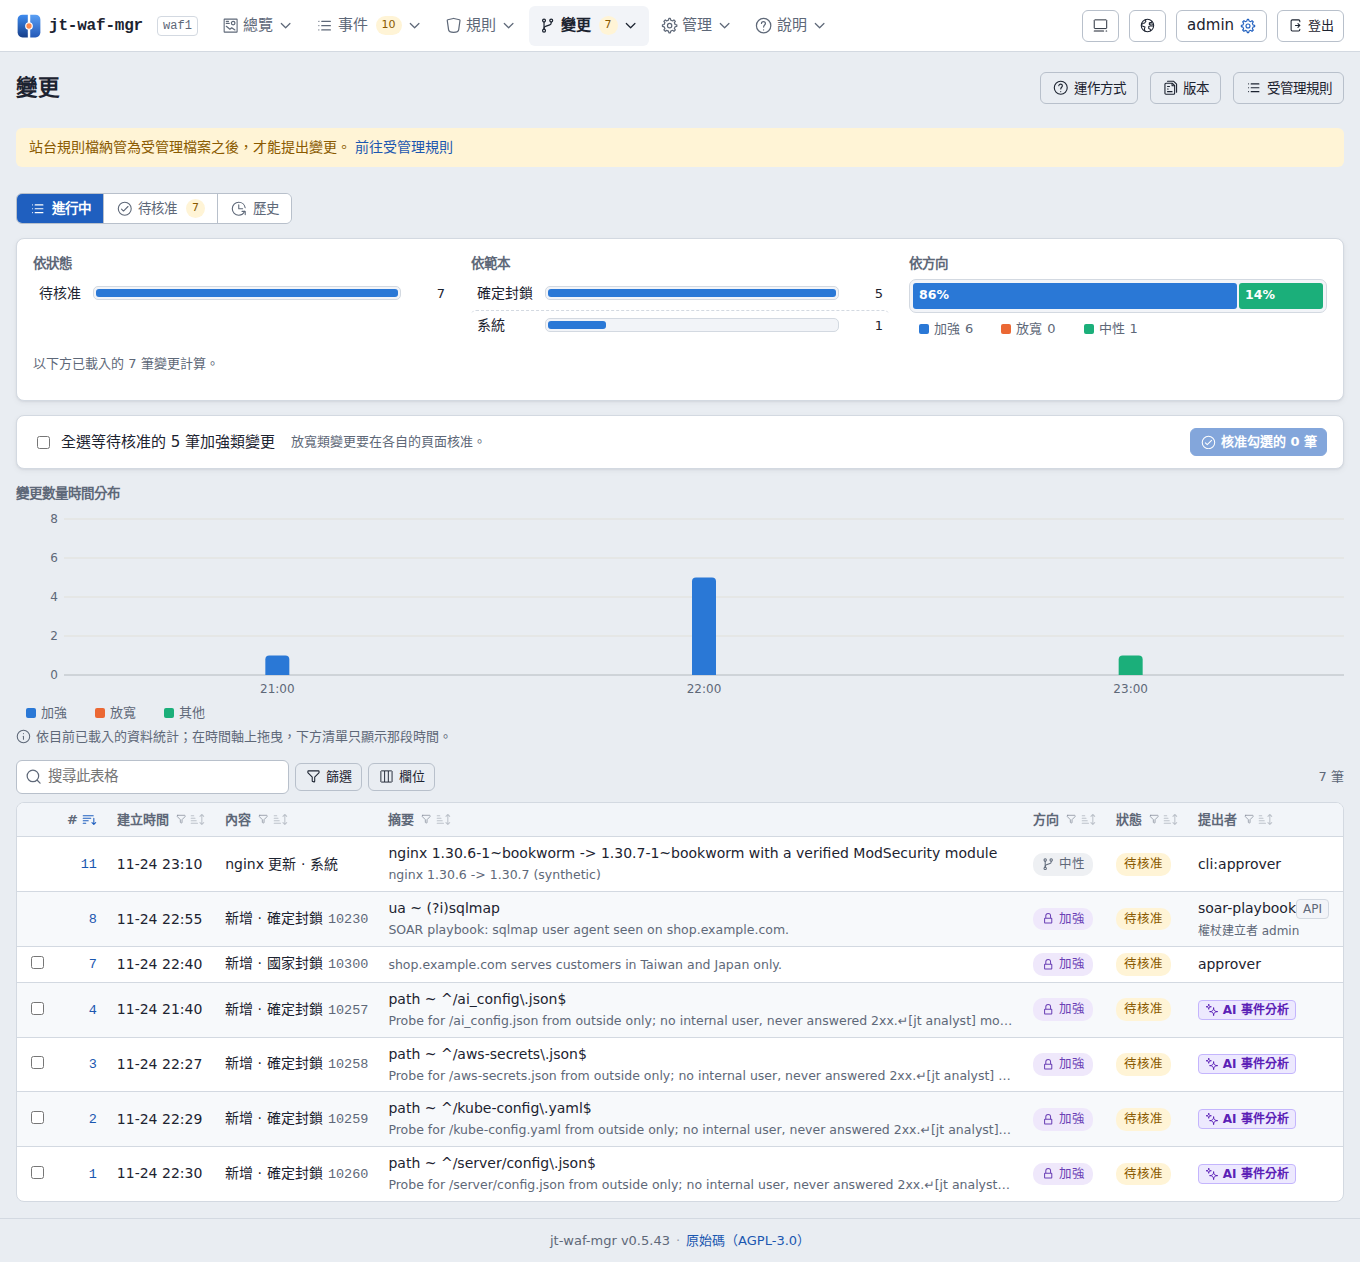 jt-waf-mgr waf1 總覽 事件 10 規則 變更 7 管理 說明 admin 登出
變更 運作方式 版本 受管理規則
站台規則檔納管為受管理檔案之後，才能提出變更。 前往受管理規則
進行中 待核准 7 歷史
依狀態 依範本 依方向
待核准 7 確定封鎖 5 86% 14%
系統 1 加強 6 放寬 0 中性 1
以下方已載入的 7 筆變更計算。
全選等待核准的 5 筆加強類變更 放寬類變更要在各自的頁面核准。 核准勾選的 0 筆
變更數量時間分布
8
6
4
2
0
21:00 22:00 23:00
加強 放寬 其他
依目前已載入的資料統計；在時間軸上拖曳，下方清單只顯示那段時間。
搜尋此表格 篩選 欄位 7 筆
# 建立時間 內容 摘要 方向 狀態 提出者
11 11-24 23:10 nginx 更新 · 系統 nginx 1.30.6-1~bookworm -> 1.30.7-1~bookworm with a verified ModSecurity module 中性 待核准 cli:approver
nginx 1.30.6 -> 1.30.7 (synthetic)
8 11-24 22:55 新增 · 確定封鎖 10230 ua ~ (?i)sqlmap 加強 待核准 soar-playbook API
SOAR playbook: sqlmap user agent seen on shop.example.com. 權杖建立者 admin
7 11-24 22:40 新增 · 國家封鎖 10300 shop.example.com serves customers in Taiwan and Japan only. 加強 待核准 approver
4 11-24 21:40 新增 · 確定封鎖 10257 path ~ ^/ai_config\.json$ 加強 待核准 AI 事件分析
Probe for /ai_config.json from outside only; no internal user, never answered 2xx.↵[jt analyst] mo…
3 11-24 22:27 新增 · 確定封鎖 10258 path ~ ^/aws-secrets\.json$ 加強 待核准 AI 事件分析
Probe for /aws-secrets.json from outside only; no internal user, never answered 2xx.↵[jt analyst] …
2 11-24 22:29 新增 · 確定封鎖 10259 path ~ ^/kube-config\.yaml$ 加強 待核准 AI 事件分析
Probe for /kube-config.yaml from outside only; no internal user, never answered 2xx.↵[jt analyst]…
1 11-24 22:30 新增 · 確定封鎖 10260 path ~ ^/server/config\.json$ 加強 待核准 AI 事件分析
Probe for /server/config.json from outside only; no internal user, never answered 2xx.↵[jt analyst…
jt-waf-mgr v0.5.43 · 原始碼（AGPL-3.0）